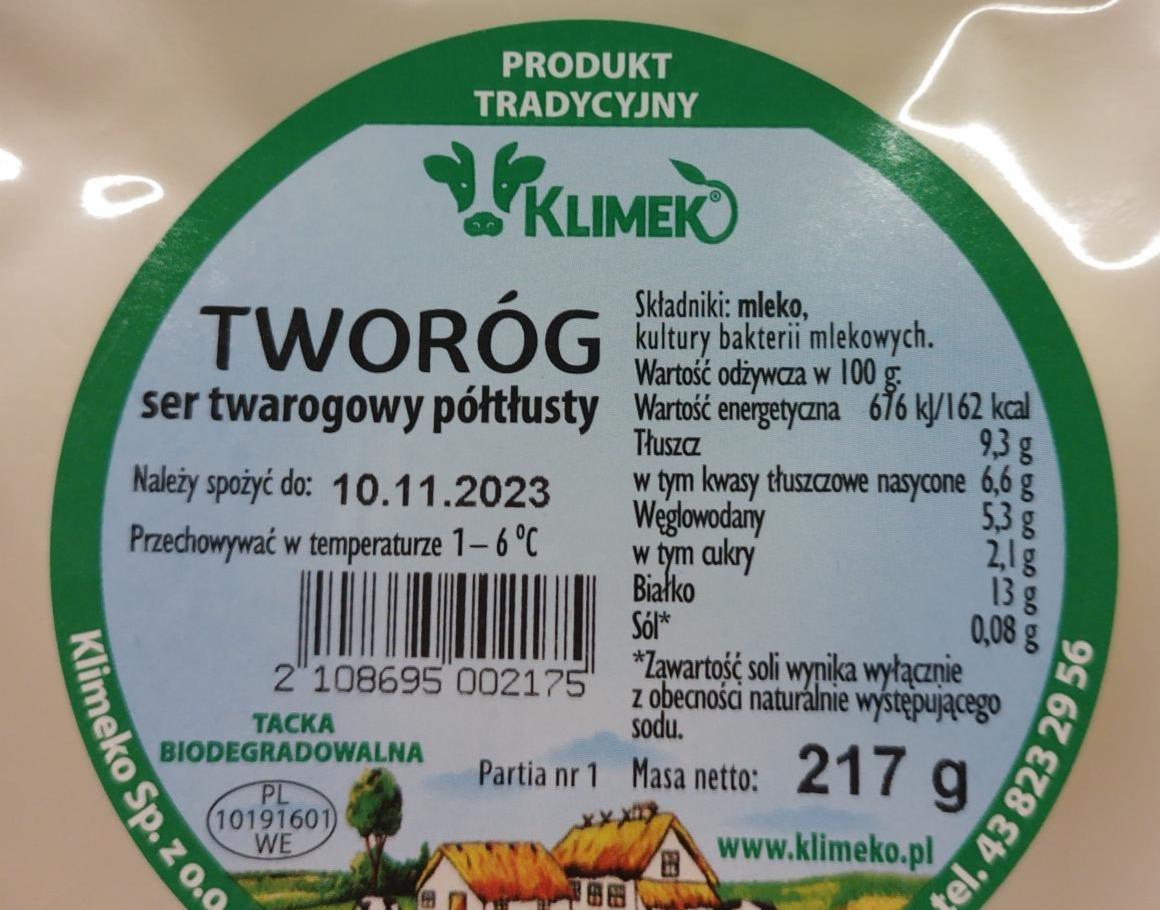 PRODUKT
TRADYCYJNY
KLIMEKO®
TWORÓG
ser twarogowy półtłusty
Należy spożyć do: 10.11.2023
Przechowywać w temperaturze 1–6 °C
2 108695 002175
TACKA
BIODEGRADOWALNA
PL
10191601
WE
Partia nr 1
Składniki: mleko,
kultury bakterii mlekowych.
Wartość odżywcza w 100 g:
Wartość energetyczna 676 kJ/162 kcal
Tłuszcz 9,3 g
w tym kwasy tłuszczowe nasycone 6,6 g
Węglowodany 5,3 g
w tym cukry 2,1 g
Białko 13 g
Sól* 0,08 g
*Zawartość soli wynika wyłącznie
z obecności naturalnie występującego
sodu.
Masa netto: 217 g
www.klimeko.pl
Klimeko Sp. z o.o.
tel. 43 823 29 56